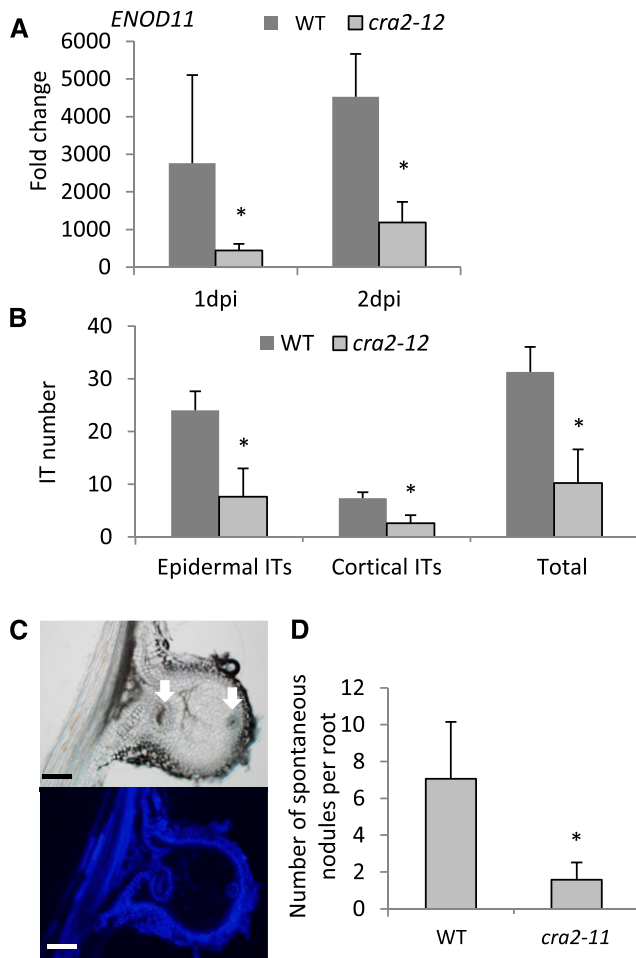 A
ENOD11
WT cra2-12
Fold change
6000
5000
4000
3000
2000
1000
0
*
*
1dpi 2dpi
B
WT cra2-12
IT number
40
30
20
10
0
*
*
*
Epidermal ITs Cortical ITs Total
C
D
Number of spontaneous
nodules per root
12
10
8
6
4
2
0
*
WT cra2-11